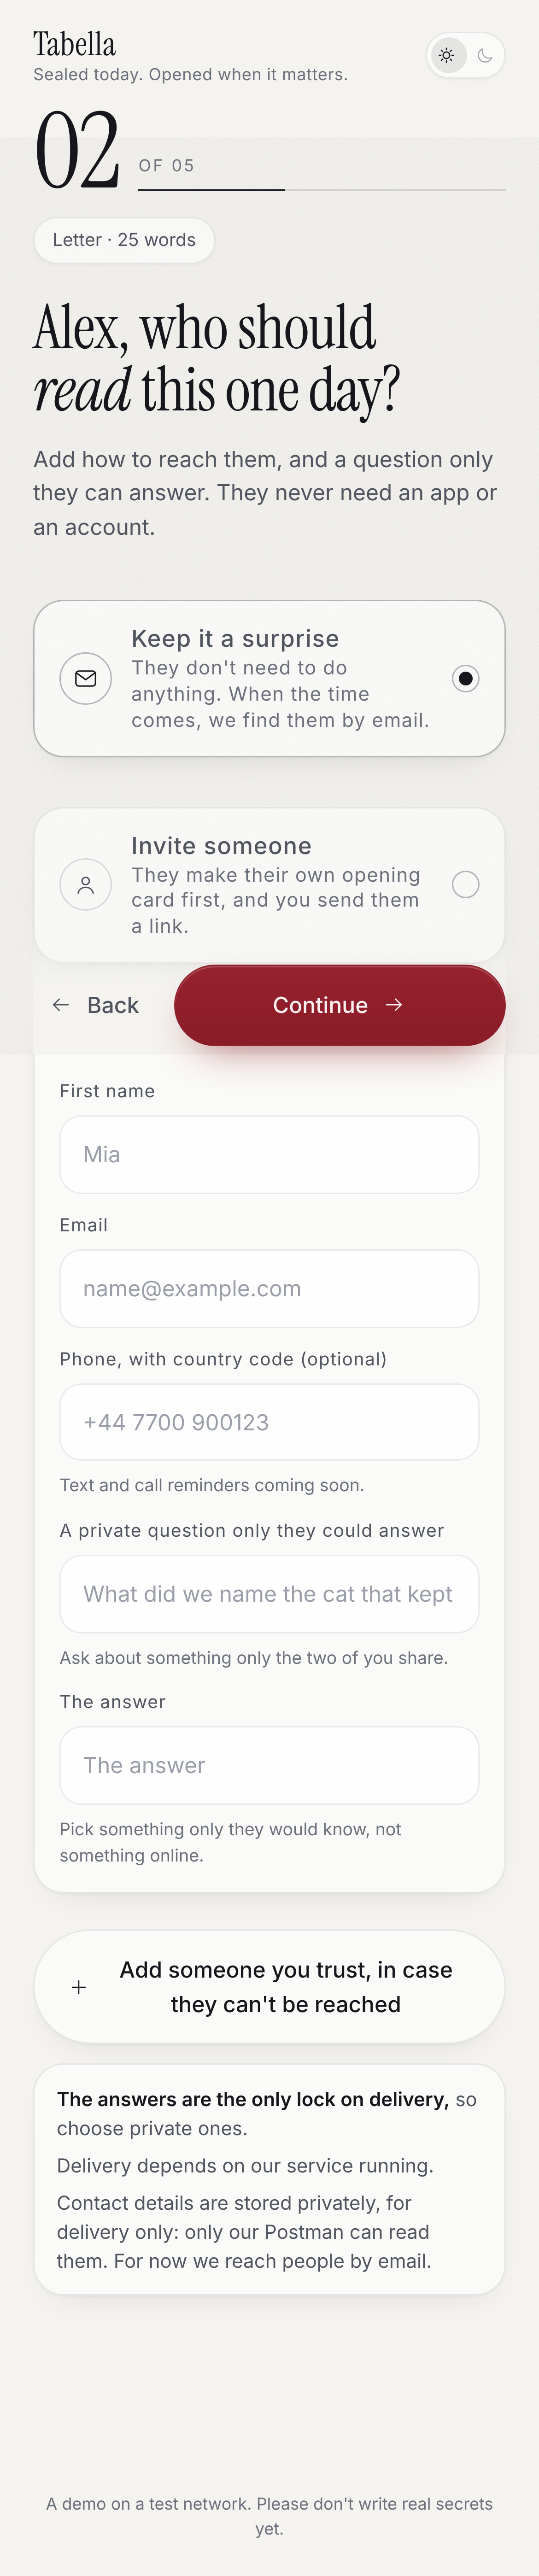 Tabella
Sealed today. Opened when it matters.
02
OF 05
Letter · 25 words
Alex, who should
read this one day?
Add how to reach them, and a question only
they can answer. They never need an app or
an account.
Keep it a surprise
They don't need to do
anything. When the time
comes, we find them by email.
Invite someone
They make their own opening
card first, and you send them
a link.
Back
Continue
First name
Mia
Email
name@example.com
Phone, with country code (optional)
+44 7700 900123
Text and call reminders coming soon.
A private question only they could answer
What did we name the cat that kept
Ask about something only the two of you share.
The answer
The answer
Pick something only they would know, not
something online.
Add someone you trust, in case
they can't be reached
The answers are the only lock on delivery, so
choose private ones.
Delivery depends on our service running.
Contact details are stored privately, for
delivery only: only our Postman can read
them. For now we reach people by email.
A demo on a test network. Please don't write real secrets
yet.